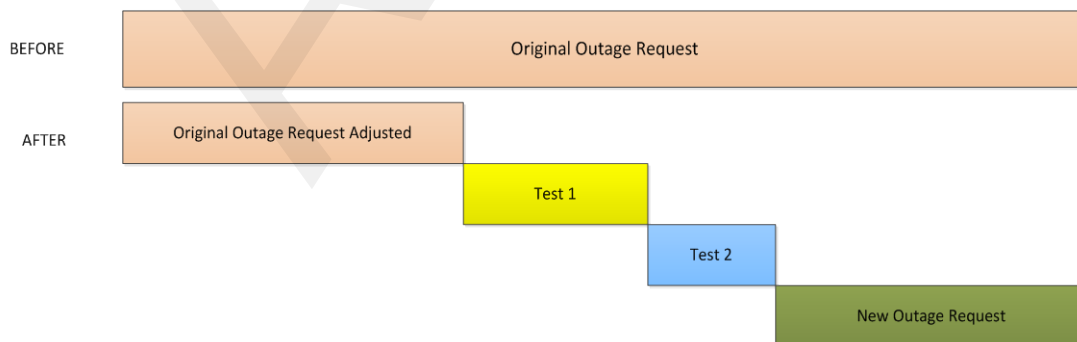 BEFORE
Original Outage Request
AFTER
Original Outage Request Adjusted
Test 1
Test 2
New Outage Request